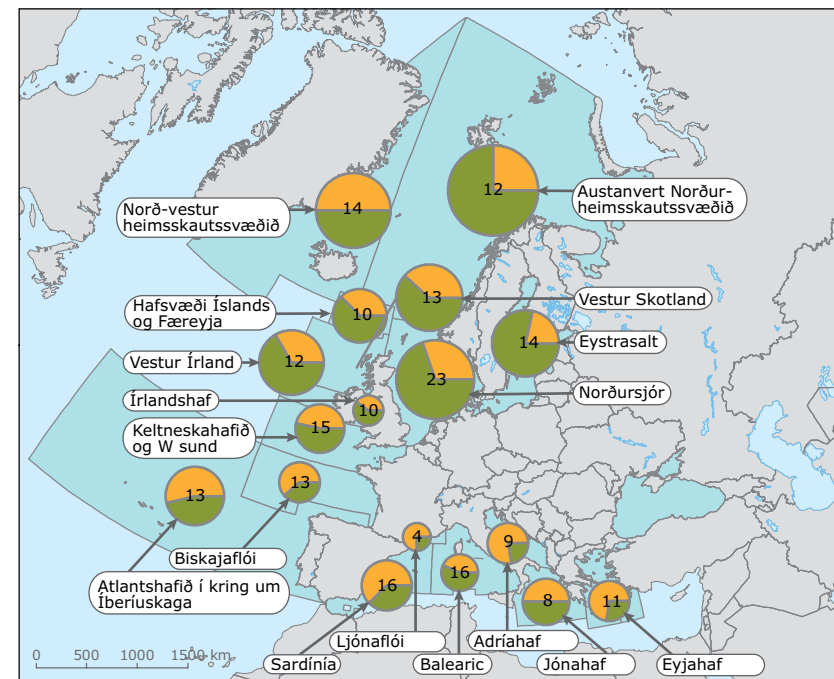 12
Austanvert Norður-
heimsskautssvæðið
14
Norð-vestur
heimsskautssvæðið
13
Vestur Skotland
Hafsvæði Íslands
og Færeyja
10
14
Eystrasalt
Vestur Írland
12
23
Norðursjór
Írlandshaf
10
Keltneskahafið
og W sund
15
13
13
Biskajaflói
Atlantshafið í kring um
Íberíuskaga
4
9
16
16
8
11
Ljónaflói
Adríahaf
Sardínía
Balearic
Jónahaf
Eyjahaf
0 500 1000 1500 km